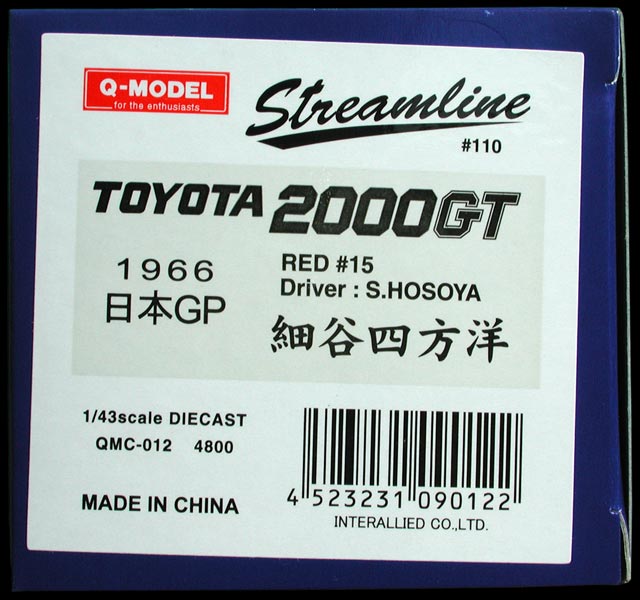 Q-MODEL
for the enthusiasts
Streamline
#110
TOYOTA 2000GT
1966
日本GP
RED #15
Driver : S.HOSOYA
細谷四方洋
1/43scale DIECAST
QMC-012 4800
MADE IN CHINA
4 523231 090122
INTERALLIED CO.,LTD.